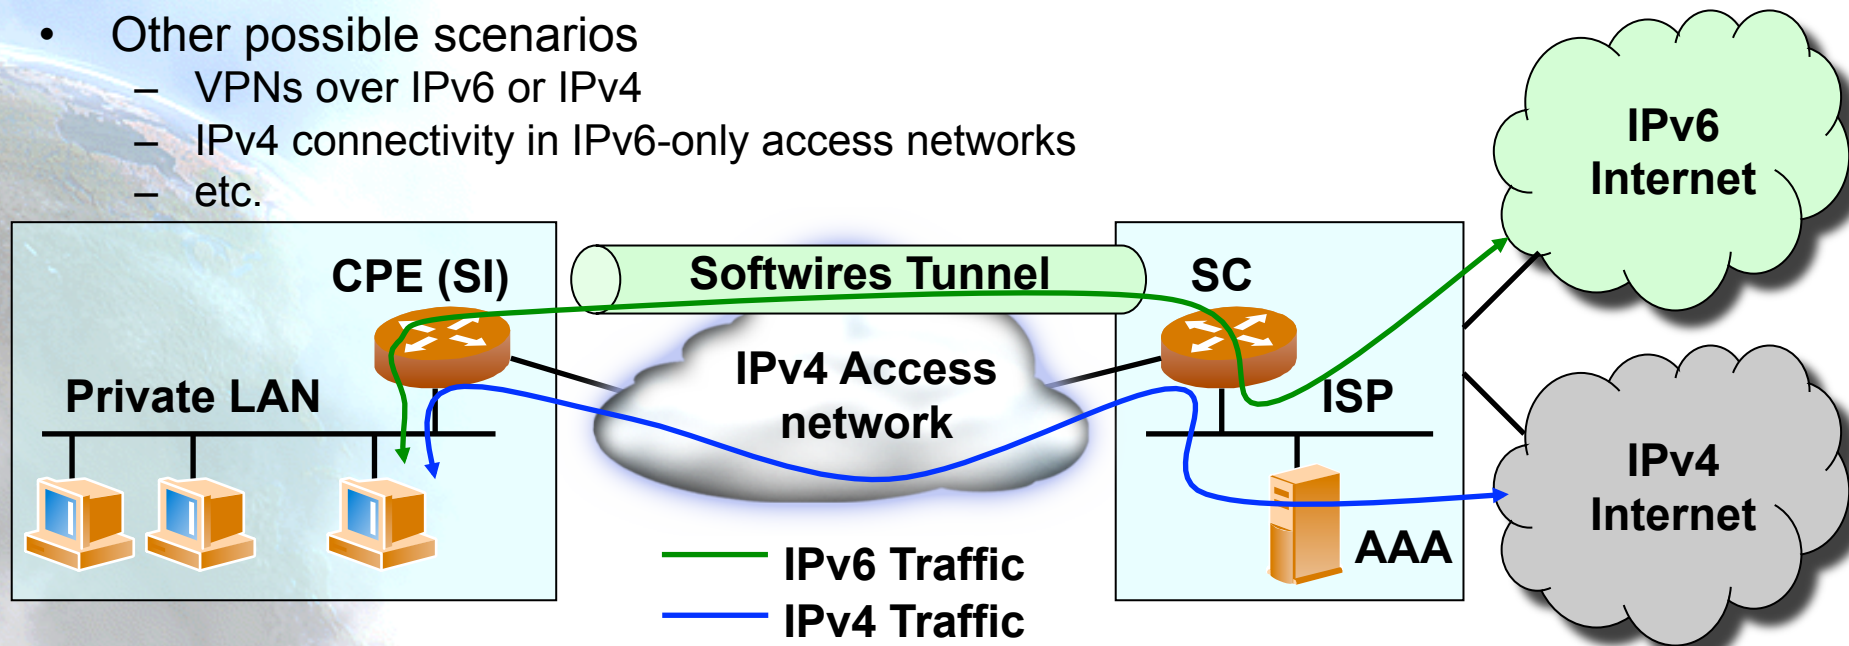 • Other possible scenarios
– VPNs over IPv6 or IPv4
– IPv4 connectivity in IPv6-only access networks
– etc.
IPv6
Internet
CPE (SI)
Softwires Tunnel
SC
Private LAN
IPv4 Access
network
ISP
IPv4
Internet
AAA
IPv6 Traffic
IPv4 Traffic